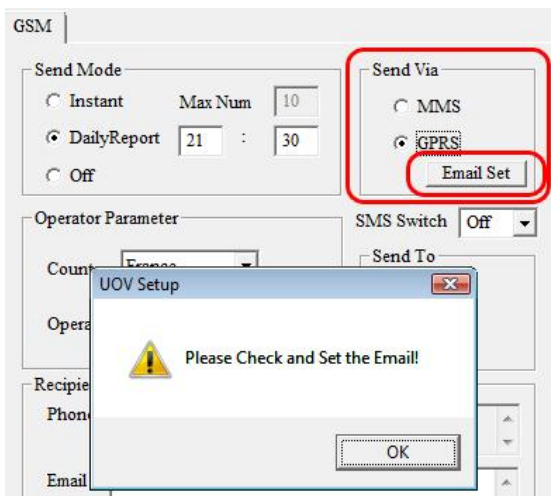 GSM
Send Mode
Instant Max Num 10
DailyReport 21 : 30
Off
Send Via
MMS
GPRS
Email Set
Operator Parameter
SMS Switch Off
Send To
UOV Setup
Please Check and Set the Email!
OK
Email